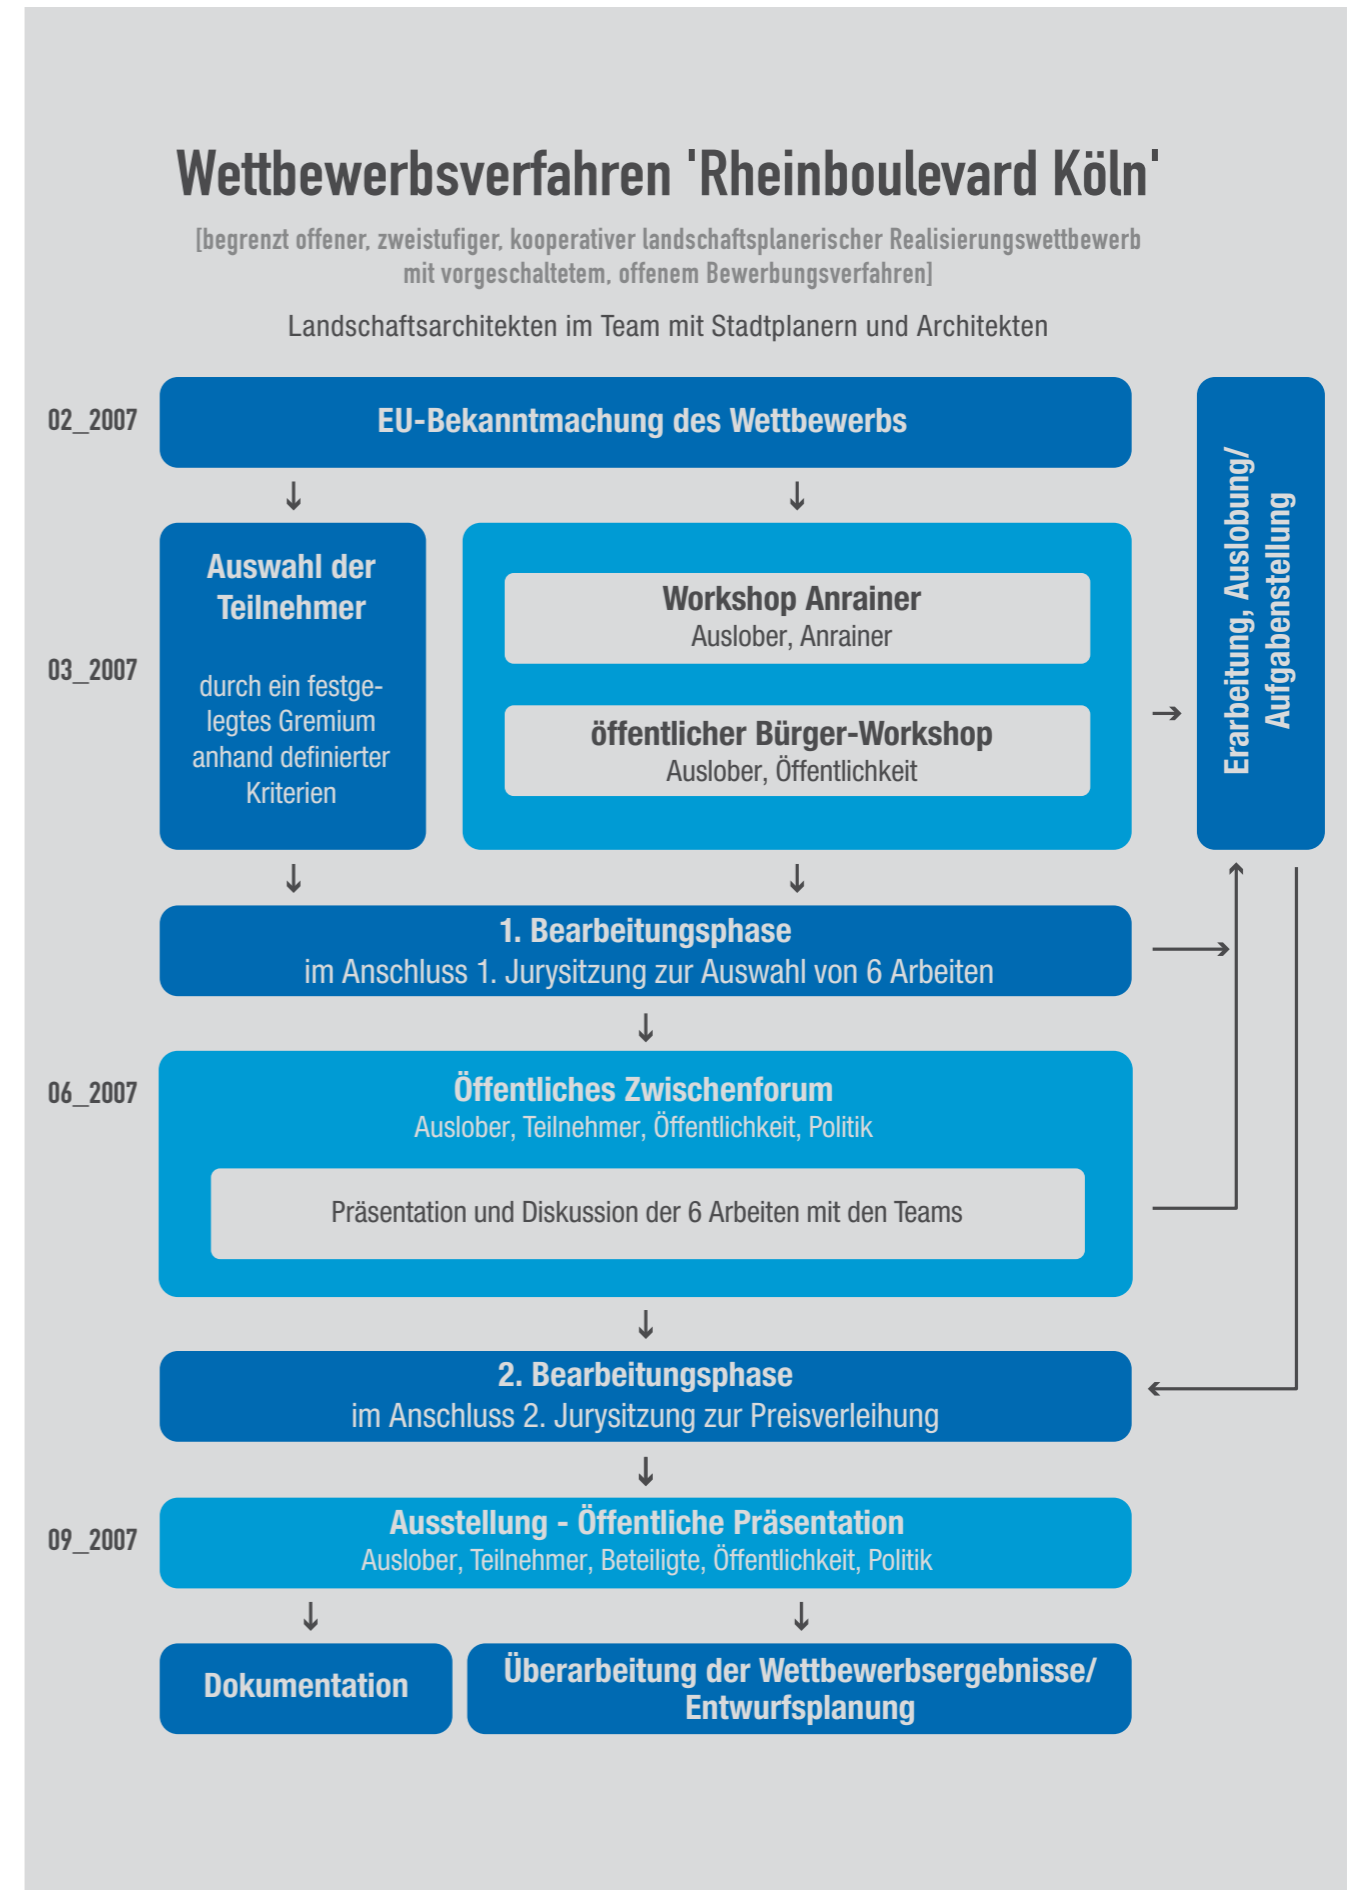 Wettbewerbsverfahren 'Rheinboulevard Köln'
[begrenzt offener, zweistufiger, kooperativer landschaftsplanerischer Realisierungswettbewerb
mit vorgeschaltetem, offenem Bewerbungsverfahren]
Landschaftsarchitekten im Team mit Stadtplanern und Architekten
02_2007
EU-Bekanntmachung des Wettbewerbs
Erarbeitung, Auslobung/
Aufgabenstellung
03_2007
Auswahl der
Teilnehmer
durch ein festge-
legtes Gremium
anhand definierter
Kriterien
Workshop Anrainer
Auslober, Anrainer
öffentlicher Bürger-Workshop
Auslober, Öffentlichkeit
1. Bearbeitungsphase
im Anschluss 1. Jurysitzung zur Auswahl von 6 Arbeiten
06_2007
Öffentliches Zwischenforum
Auslober, Teilnehmer, Öffentlichkeit, Politik
Präsentation und Diskussion der 6 Arbeiten mit den Teams
2. Bearbeitungsphase
im Anschluss 2. Jurysitzung zur Preisverleihung
09_2007
Ausstellung - Öffentliche Präsentation
Auslober, Teilnehmer, Beteiligte, Öffentlichkeit, Politik
Dokumentation
Überarbeitung der Wettbewerbsergebnisse/
Entwurfsplanung